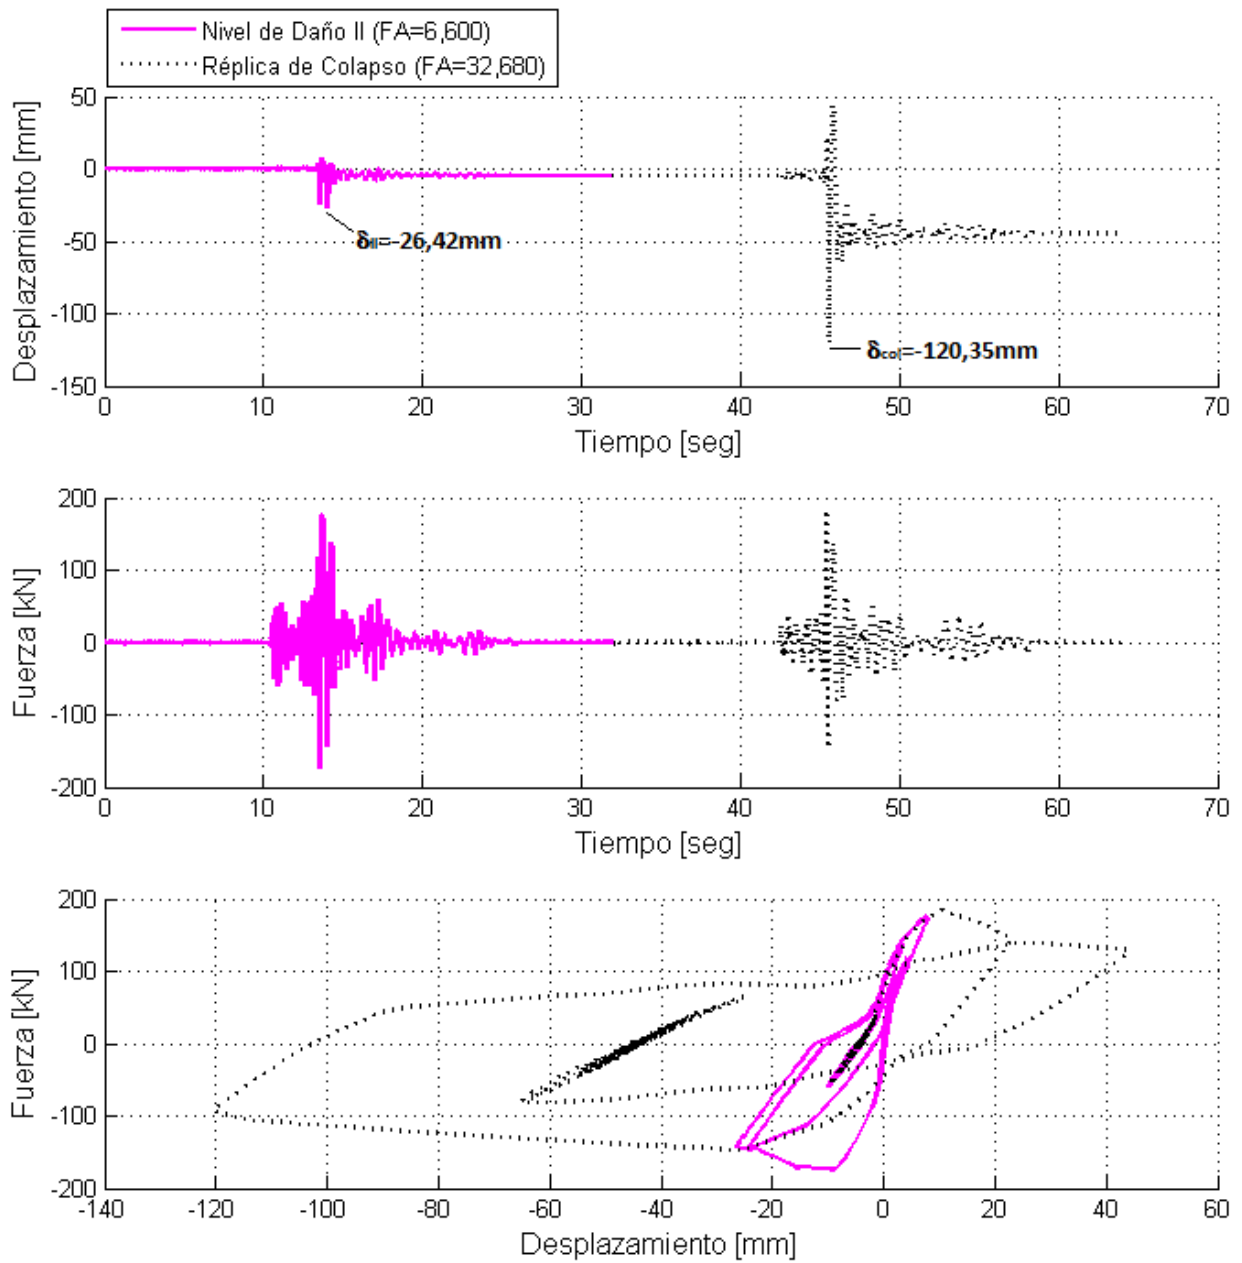 Nivel de Daño II (FA=6,600)
Réplica de Colapso (FA=32,680)
50
0
-50
-100
-150
Desplazamiento [mm]
δII=-26,42mm
δcol=-120,35mm
0 10 20 30 40 50 60 70
Tiempo [seg]
200
100
0
-100
-200
Fuerza [kN]
0 10 20 30 40 50 60 70
Tiempo [seg]
200
100
0
-100
-200
Fuerza [kN]
-140 -120 -100 -80 -60 -40 -20 0 20 40 60
Desplazamiento [mm]